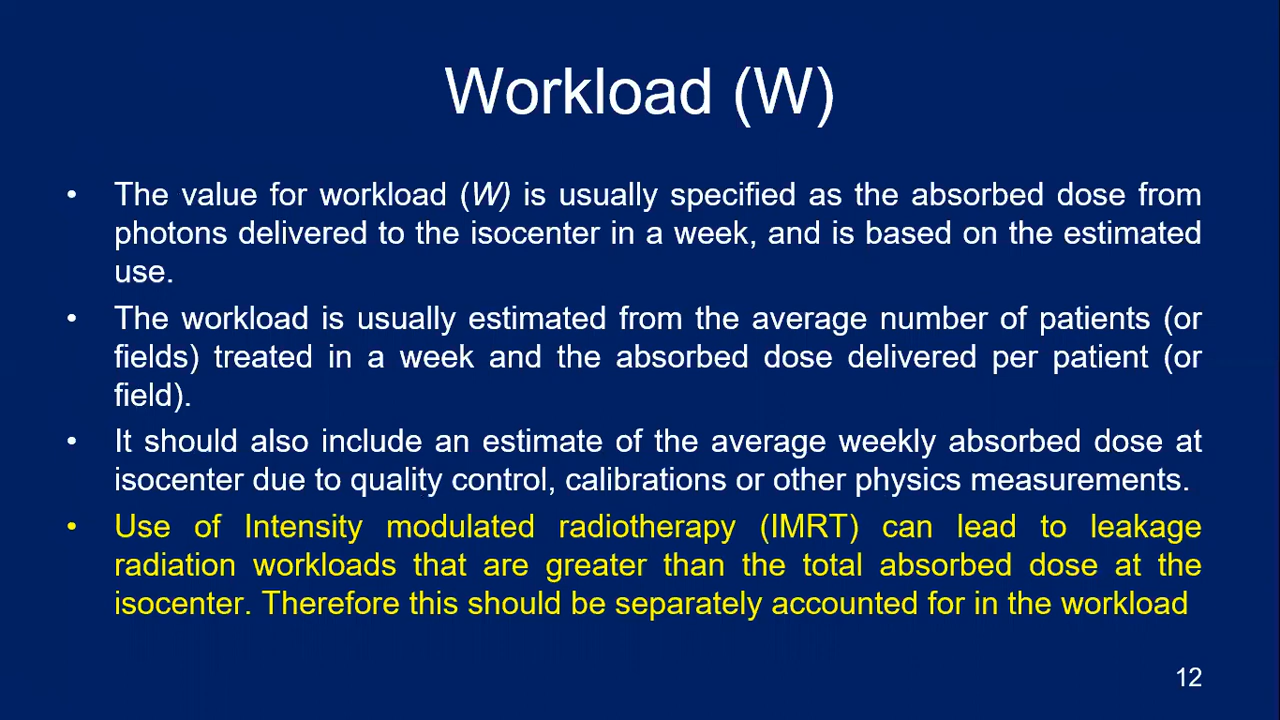 Workload (W)
• The value for workload (W) is usually specified as the absorbed dose from
photons delivered to the isocenter in a week, and is based on the estimated
use.
• The workload is usually estimated from the average number of patients (or
fields) treated in a week and the absorbed dose delivered per patient (or
field).
• It should also include an estimate of the average weekly absorbed dose at
isocenter due to quality control, calibrations or other physics measurements.
• Use of Intensity modulated radiotherapy (IMRT) can lead to leakage
radiation workloads that are greater than the total absorbed dose at the
isocenter. Therefore this should be separately accounted for in the workload
12